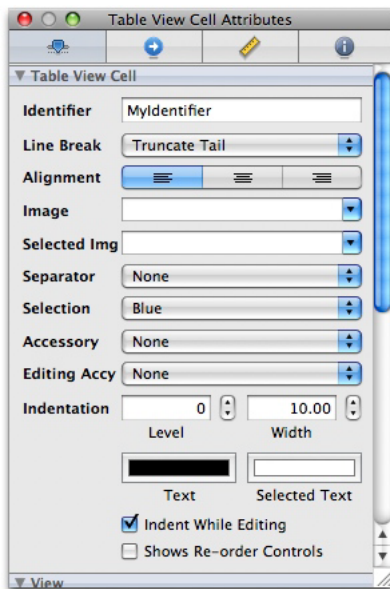 Table View Cell Attributes
Table View Cell
Identifier MyIdentifier
Line Break Truncate Tail
Alignment
Image
Selected Img
Separator None
Selection Blue
Accessory None
Editing Accy None
Indentation 0 10.00
Level Width
Text Selected Text
Indent While Editing
Shows Re-order Controls
View